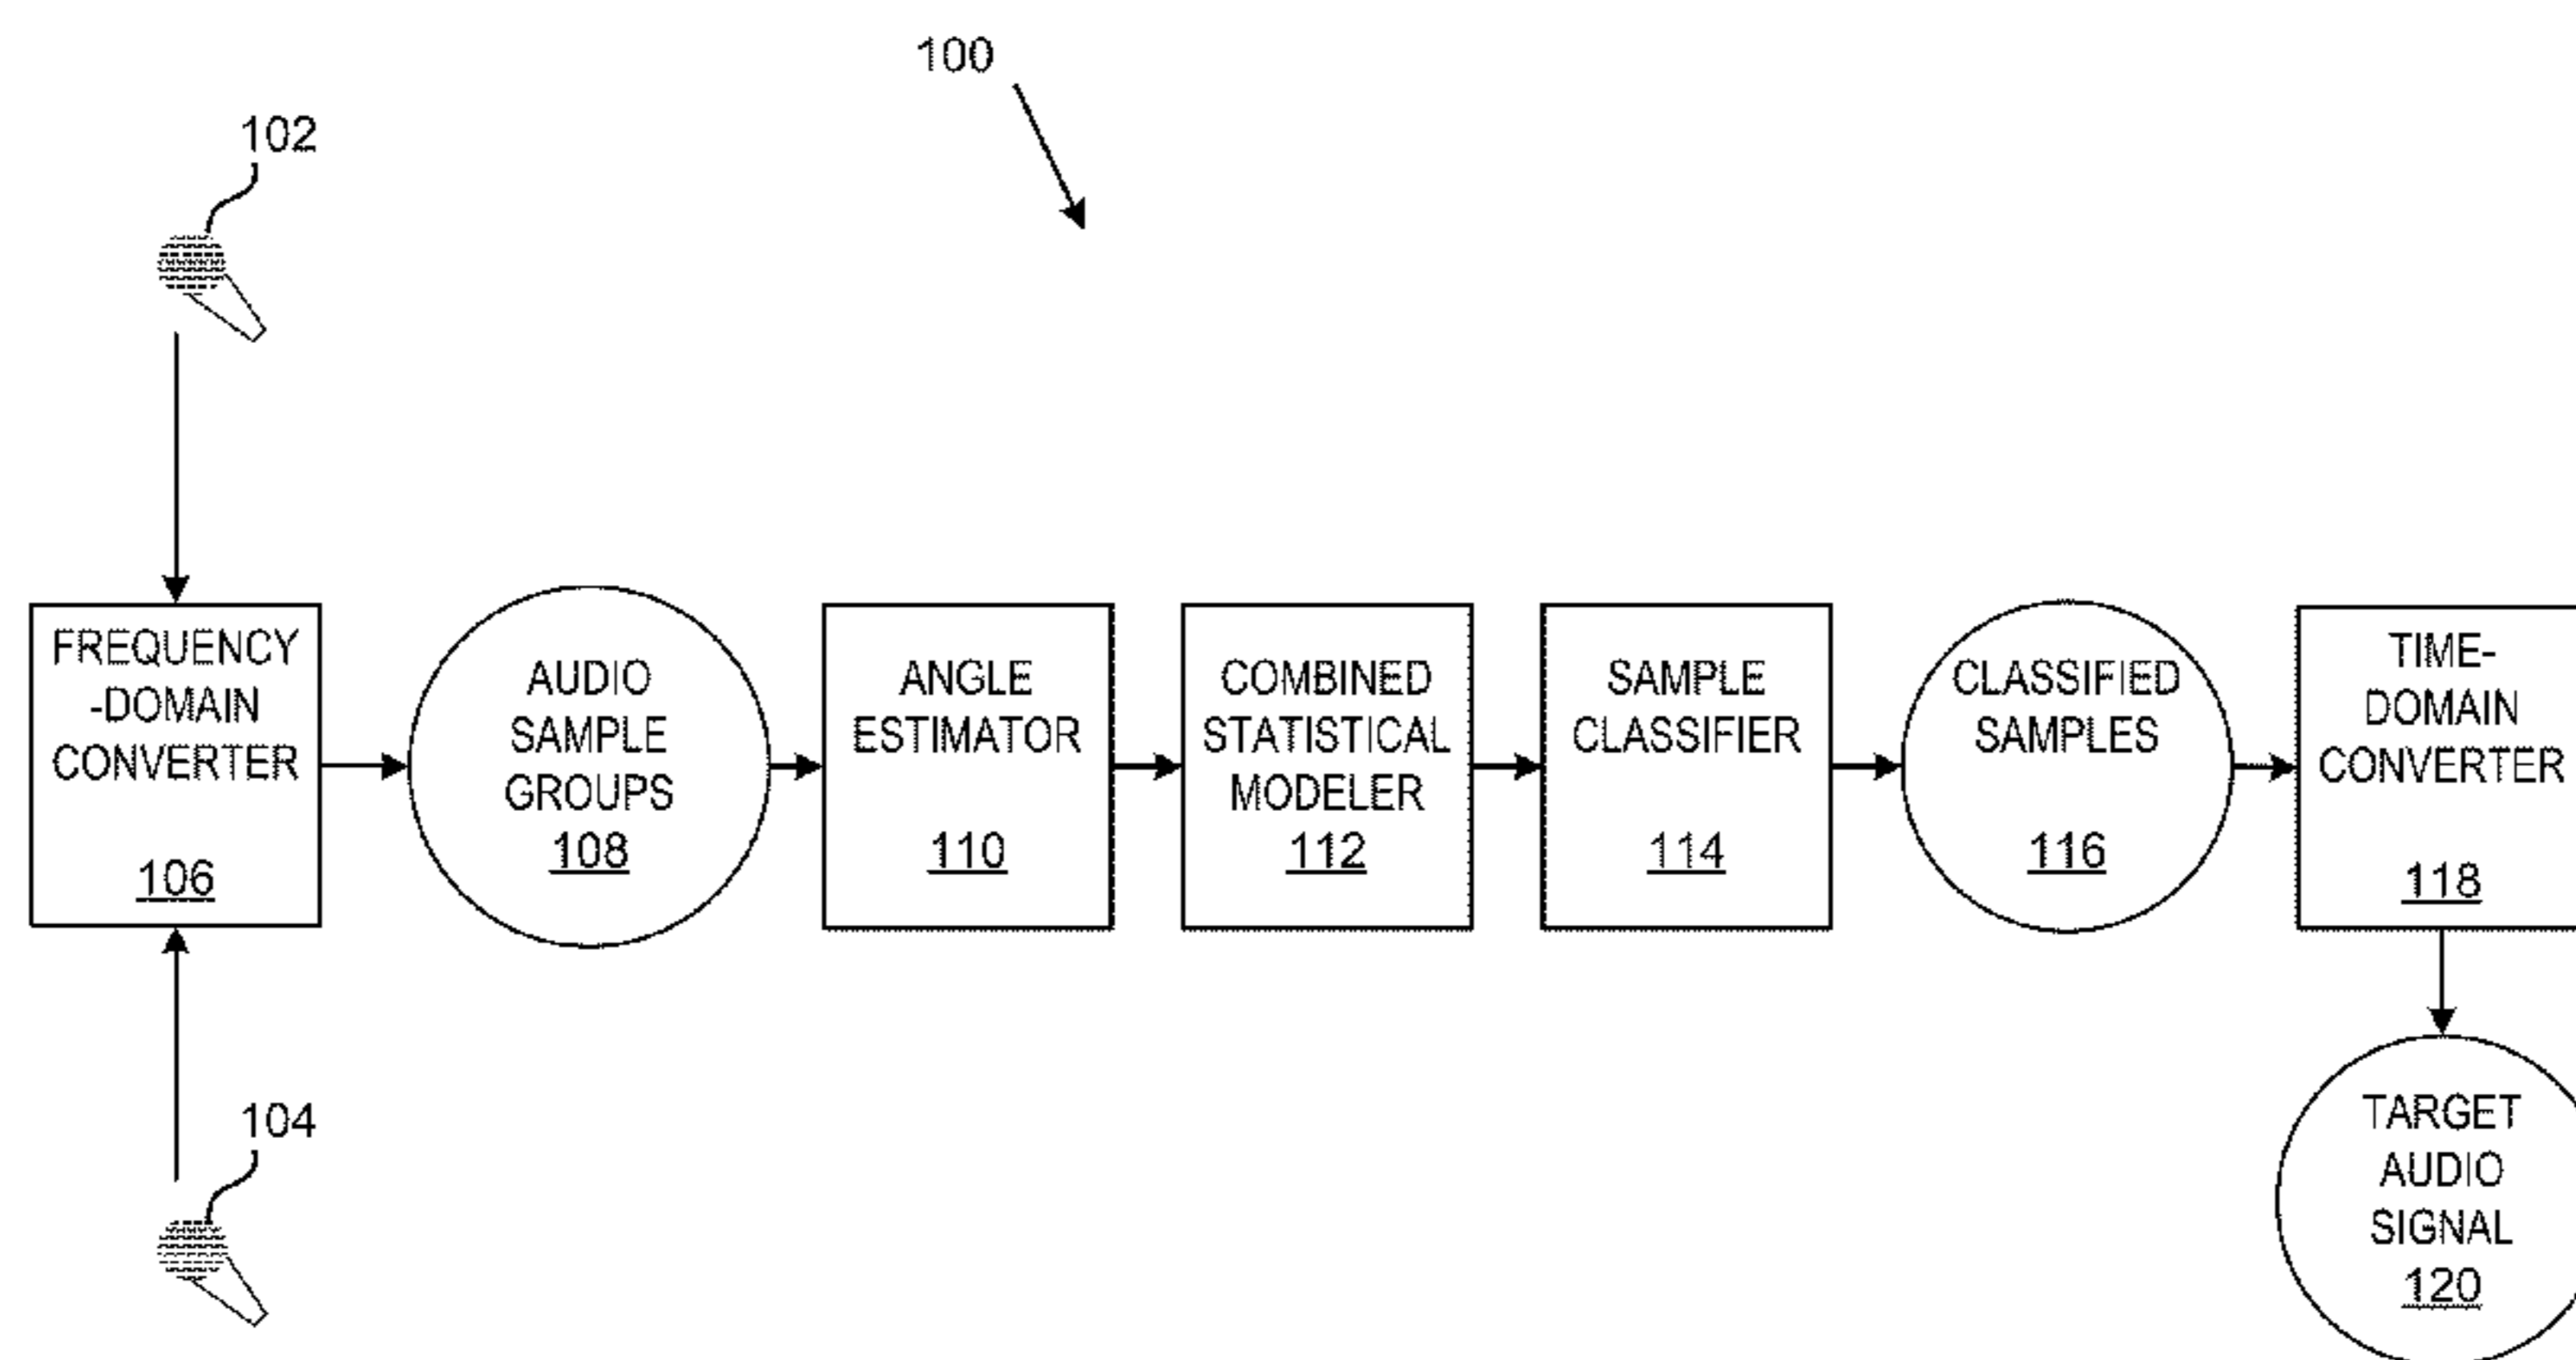 100
102
FREQUENCY
-DOMAIN
CONVERTER
106
AUDIO
SAMPLE
GROUPS
108
ANGLE
ESTIMATOR
110
COMBINED
STATISTICAL
MODELER
112
SAMPLE
CLASSIFIER
114
CLASSIFIED
SAMPLES
116
TIME-
DOMAIN
CONVERTER
118
104
TARGET
AUDIO
SIGNAL
120